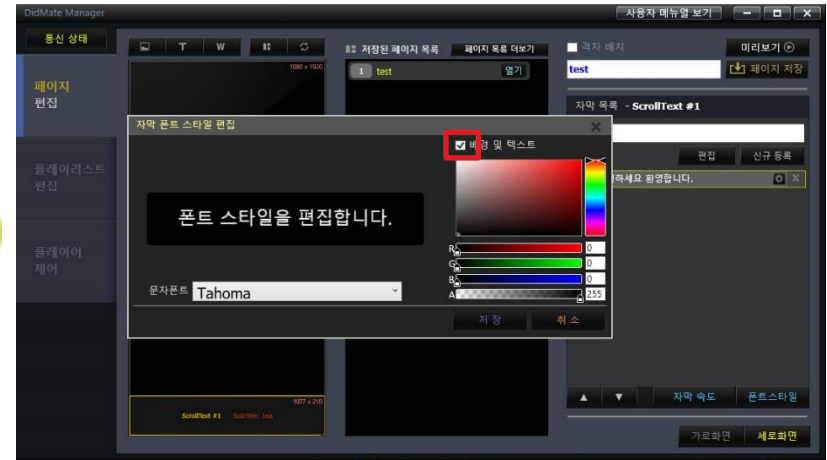 DidMate Manager
사용자 메뉴얼 보기
통신 상태
T W
저장된 페이지 목록
페이지 목록 더보기
격자 배치
미리보기
1080 x 1920
1 test
열기
test
페이지 저장
페이지
편집
자막 목록 - ScrollText #1
자막 폰트 스타일 편집
배경 및 텍스트
편집
신규 등록
플레이리스트
편집
하세요 환영합니다.
폰트 스타일을 편집합니다.
플레이어
제어
R 0
G 0
B 0
A 255
문자폰트 Tahoma
저장
취소
1077 x 210
ScrollText #1 SubTitle: tes
▲ ▼
자막 속도
폰트스타일
가로화면
세로화면